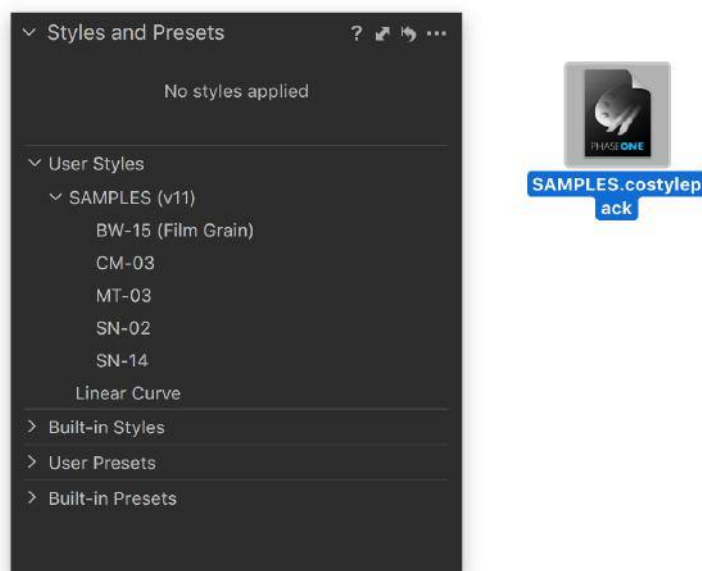 Styles and Presets
? •••
No styles applied
User Styles
SAMPLES (v11)
BW-15 (Film Grain)
CM-03
MT-03
SN-02
SN-14
Linear Curve
Built-in Styles
User Presets
Built-in Presets
PHASEONE
SAMPLES.costylep
ack